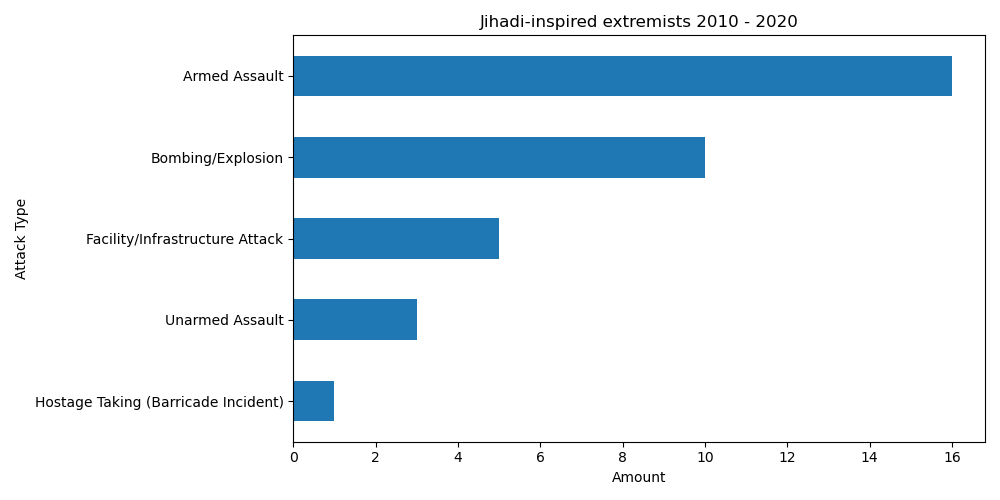 Jihadi-inspired extremists 2010 - 2020
Attack Type
Armed Assault
Bombing/Explosion
Facility/Infrastructure Attack
Unarmed Assault
Hostage Taking (Barricade Incident)
0 2 4 6 8 10 12 14 16
Amount